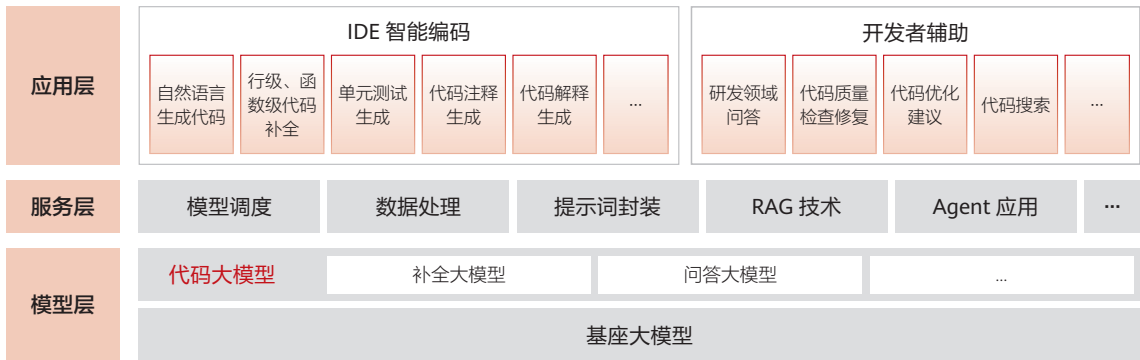 应用层
IDE 智能编码
自然语言
生成代码
行级、函
数级代码
补全
单元测试
生成
代码注释
生成
代码解释
生成
...
开发者辅助
研发领域
问答
代码质量
检查修复
代码优化
建议
代码搜索
...
服务层
模型调度
数据处理
提示词封装
RAG 技术
Agent 应用
...
模型层
代码大模型
补全大模型
问答大模型
...
基座大模型